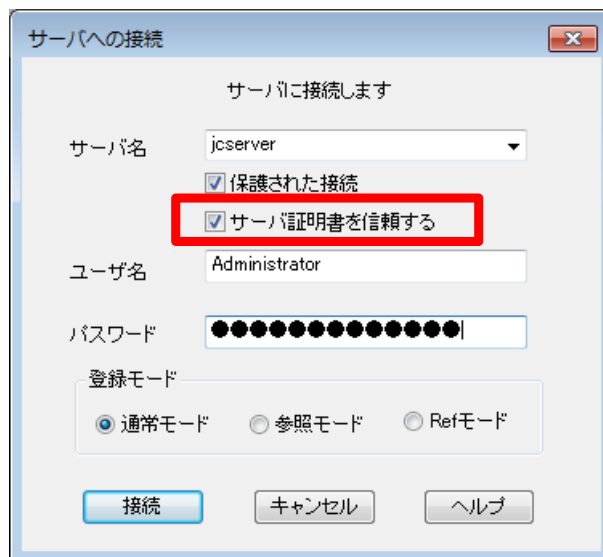 サーバへの接続
サーバに接続します
サーバ名 jcserver
保護された接続
サーバ証明書を信頼する
ユーザ名 Administrator
パスワード ●●●●●●●●●●●●●
登録モード
通常モード 参照モード Refモード
接続 キャンセル ヘルプ